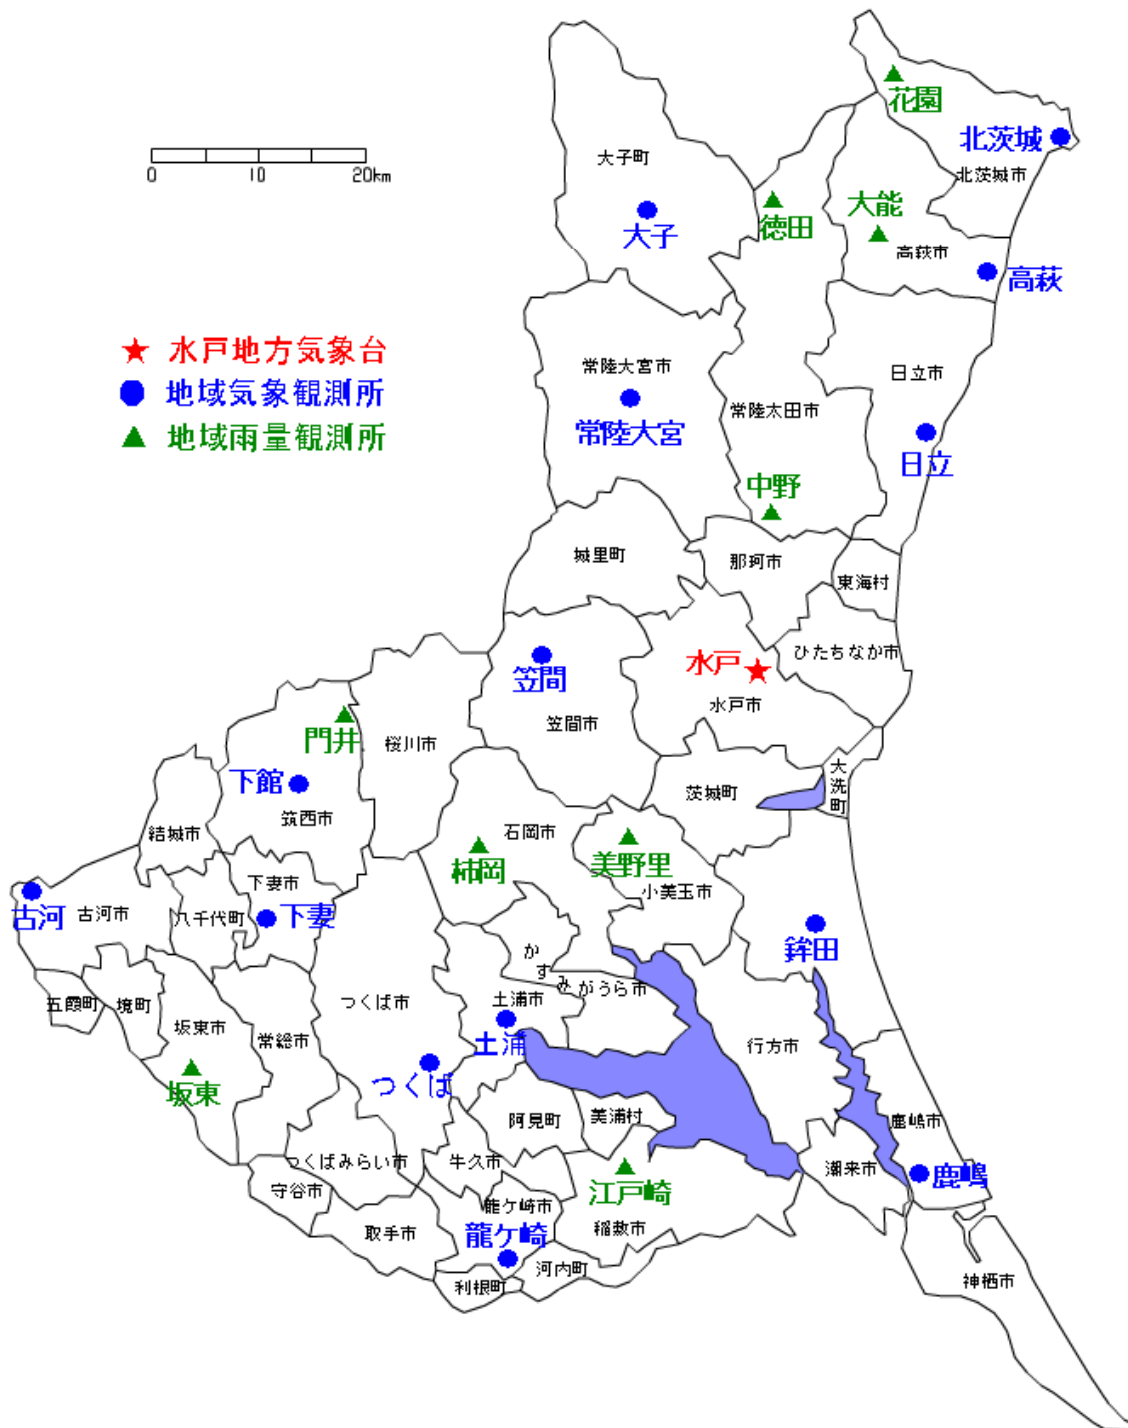 花園
北茨城
北茨城市
大子町
0 10 20km
大能
徳田
大子
高萩市
高萩
水戸地方気象台
地域気象観測所
地域雨量観測所
常陸大宮市
日立市
常陸太田市
常陸大宮
日立
中野
城里町
那珂市
東海村
ひたちなか市
水戸
笠間
水戸市
笠間市
門井
桜川市
下館
大洗町
茨城町
筑西市
石岡市
結城市
柿岡
美野里
下妻市
小美玉市
古河
古河市
八千代町
下妻
鉾田
かすみがうら市
五霞町
境町
つくば市
土浦市
坂東市
常総市
土浦
行方市
坂東
つくば
阿見町
美浦村
鹿嶋市
つくばみらい市
牛久市
潮来市
鹿嶋
守谷市
江戸崎
龍ケ崎市
取手市
龍ケ崎
稲敷市
河内町
利根町
神栖市